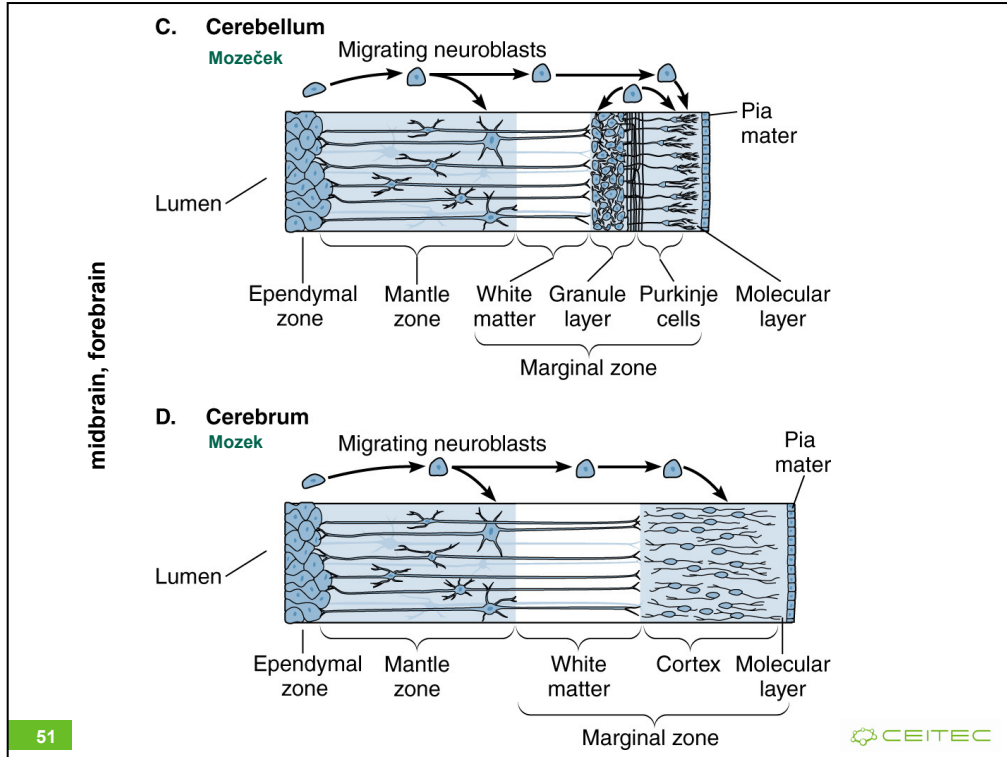 C. Cerebellum
Mozeček
Migrating neuroblasts
Pia
mater
Lumen
Ependymal
zone
Mantle
zone
White
matter
Granule
layer
Purkinje
cells
Molecular
layer
Marginal zone
midbrain, forebrain
D. Cerebrum
Mozek
Migrating neuroblasts
Pia
mater
Lumen
Ependymal
zone
Mantle
zone
White
matter
Cortex
Molecular
layer
Marginal zone
51
CEITEC